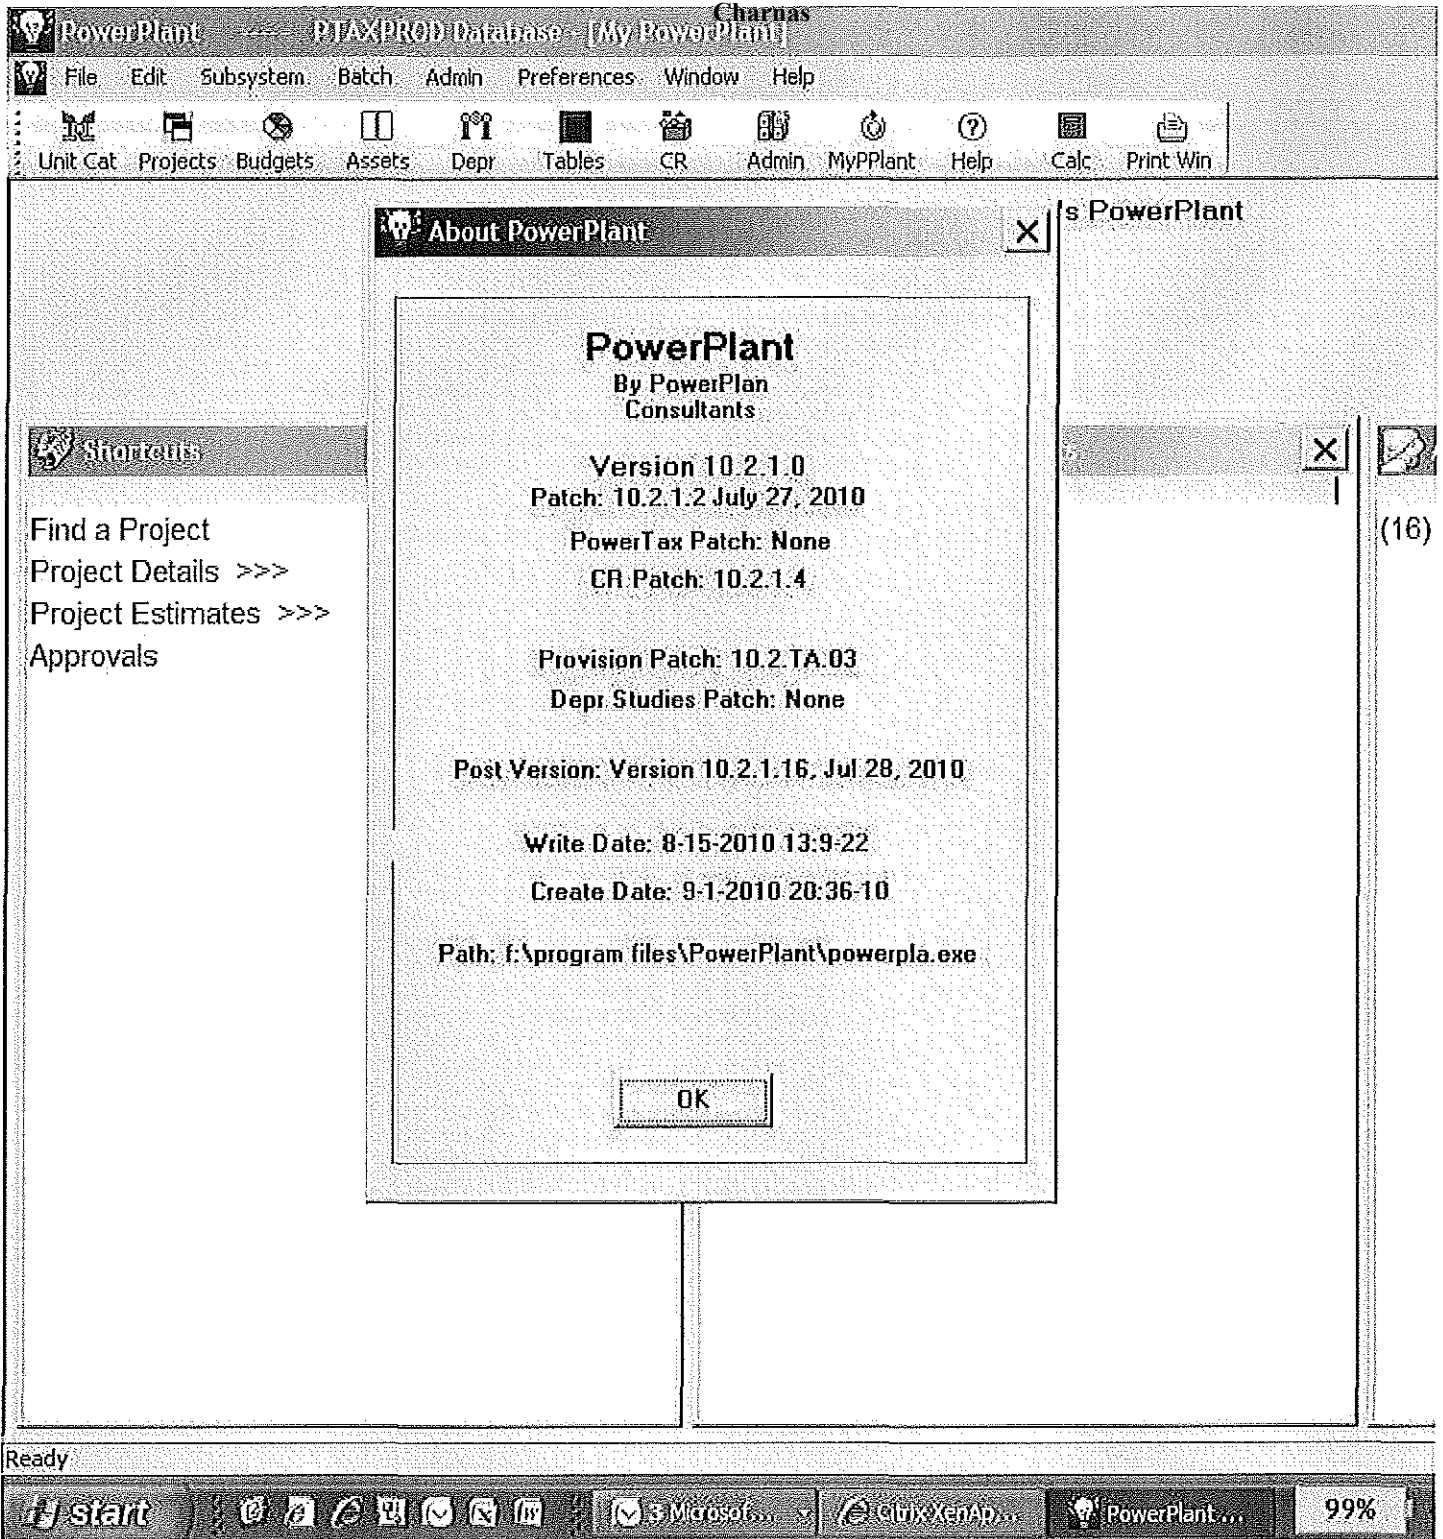 Charnas
PowerPlant ----- PTAXPROD Database - [My PowerPlant]
File Edit Subsystem Batch Admin Preferences Window Help
Unit Cat Projects Budgets Assets Depr Tables CR Admin MyPPlant Help Calc Print Win
's PowerPlant
About PowerPlant
PowerPlant
By PowerPlan
Consultants
Version 10.2.1.0
Patch: 10.2.1.2 July 27, 2010
PowerTax Patch: None
CR Patch: 10.2.1.4
Provision Patch: 10.2.TA.03
Depr Studies Patch: None
Post Version: Version 10.2.1.16, Jul 28, 2010
Write Date: 8-15-2010 13:9-22
Create Date: 9-1-2010 20:36-10
Path: f:\program files\PowerPlant\powerpla.exe
OK
Shortcuts
Find a Project
Project Details >>>
Project Estimates >>>
Approvals
(16)
Ready
start 3 Microsof... Citrix XenAp... PowerPlant ... 99%